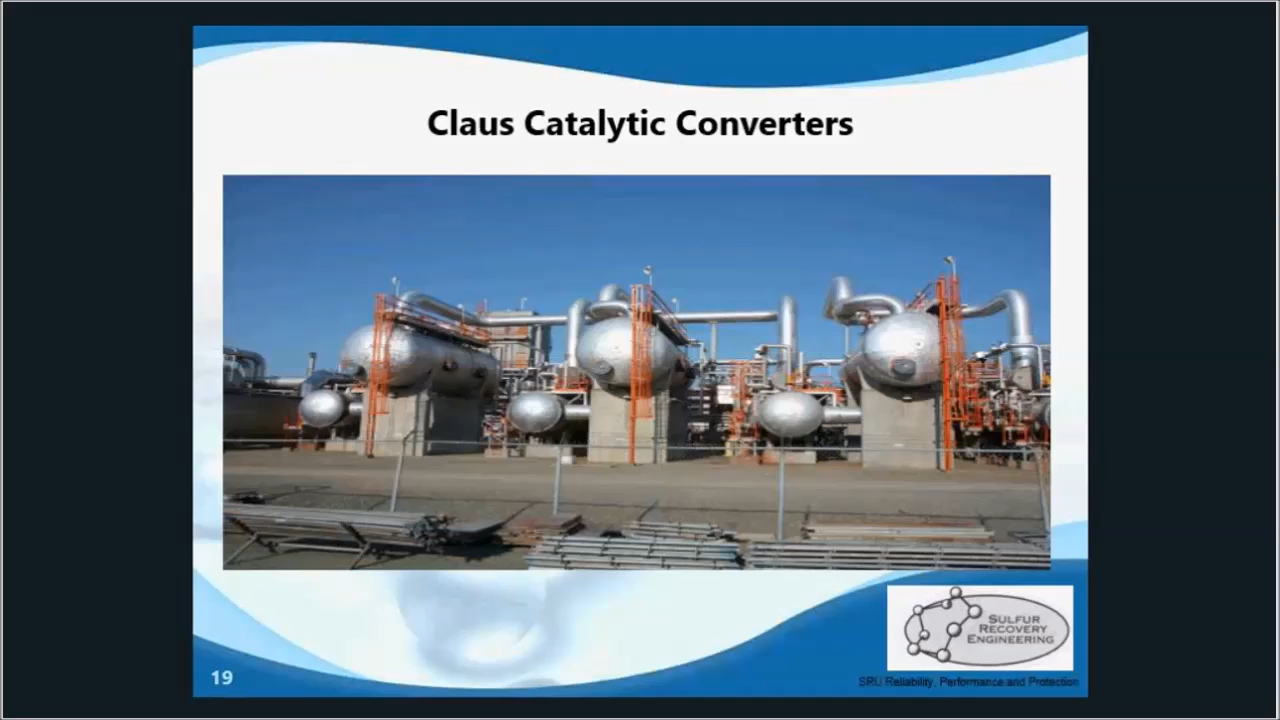 Claus Catalytic Converters
SULFUR
RECOVERY
ENGINEERING
19
SRU Reliability, Performance and Protection